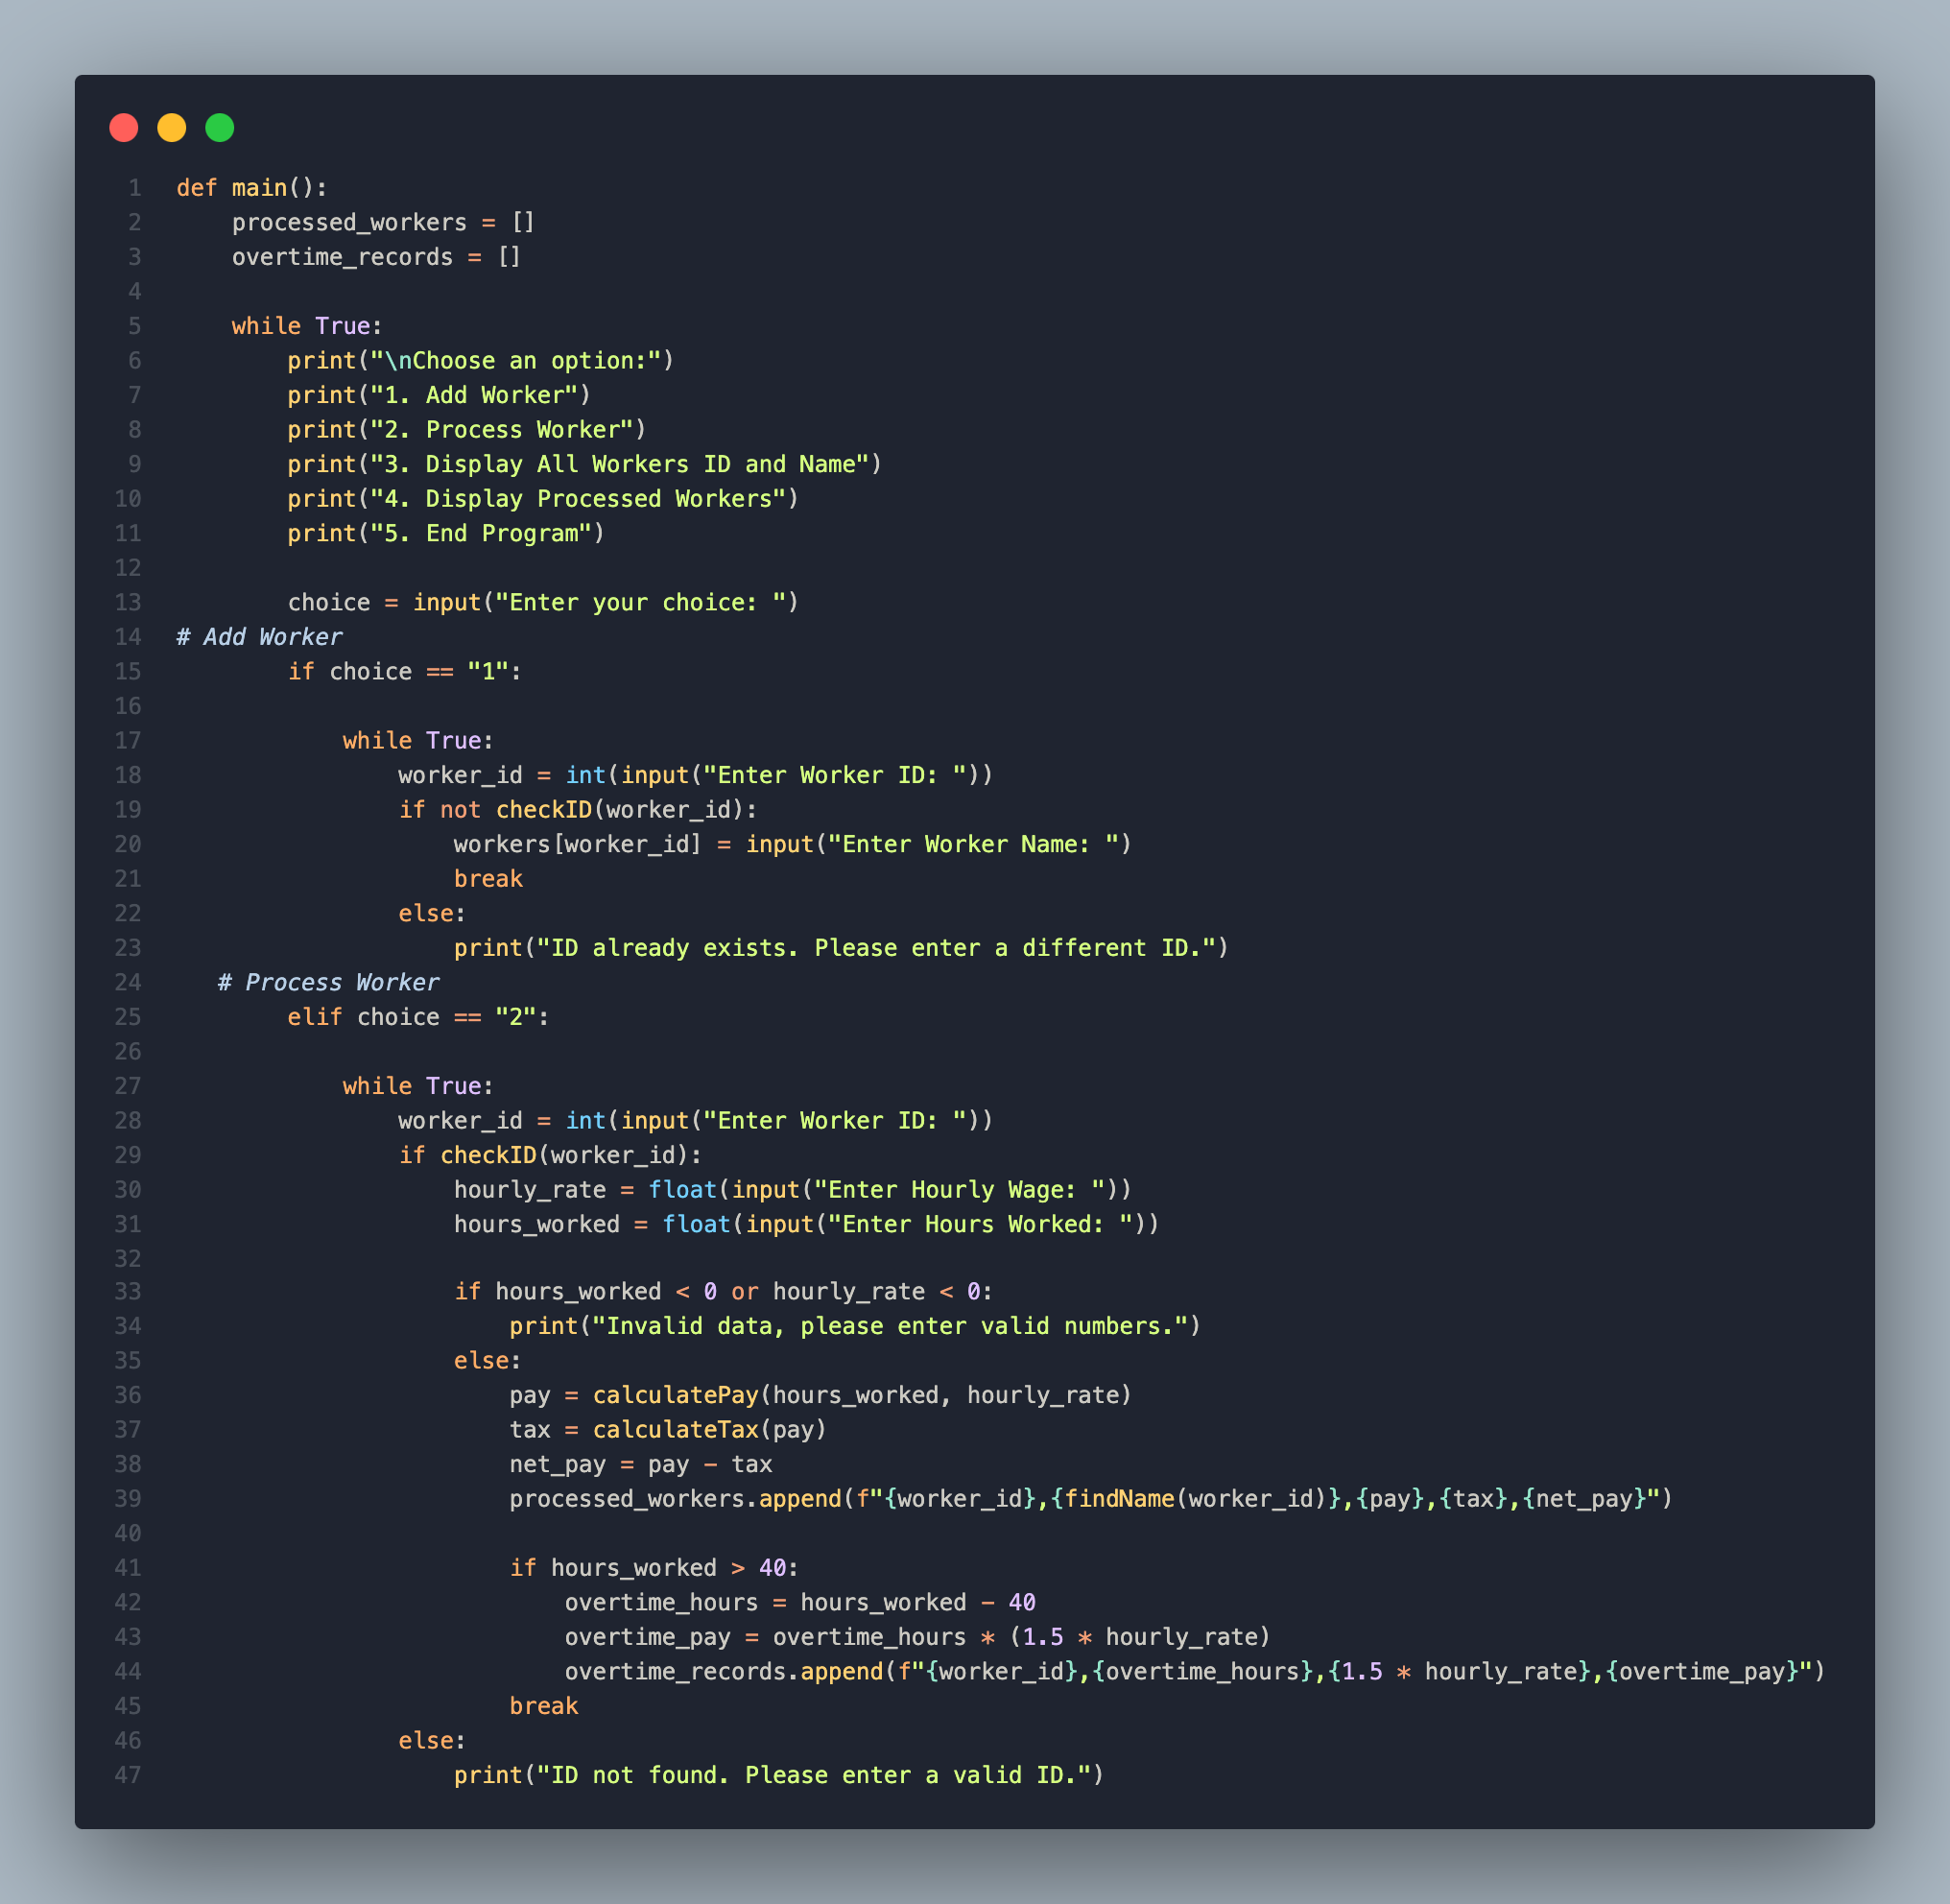 1 def main():
2     processed_workers = []
3     overtime_records = []
4
5     while True:
6         print("\nChoose an option:")
7         print("1. Add Worker")
8         print("2. Process Worker")
9         print("3. Display All Workers ID and Name")
10         print("4. Display Processed Workers")
11         print("5. End Program")
12
13         choice = input("Enter your choice: ")
14 # Add Worker
15         if choice == "1":
16
17             while True:
18                 worker_id = int(input("Enter Worker ID: "))
19                 if not checkID(worker_id):
20                     workers[worker_id] = input("Enter Worker Name: ")
21                     break
22                 else:
23                     print("ID already exists. Please enter a different ID.")
24    # Process Worker
25         elif choice == "2":
26
27             while True:
28                 worker_id = int(input("Enter Worker ID: "))
29                 if checkID(worker_id):
30                     hourly_rate = float(input("Enter Hourly Wage: "))
31                     hours_worked = float(input("Enter Hours Worked: "))
32
33                     if hours_worked < 0 or hourly_rate < 0:
34                         print("Invalid data, please enter valid numbers.")
35                     else:
36                         pay = calculatePay(hours_worked, hourly_rate)
37                         tax = calculateTax(pay)
38                         net_pay = pay - tax
39                         processed_workers.append(f"{worker_id},{findName(worker_id)},{pay},{tax},{net_pay}")
40
41                         if hours_worked > 40:
42                             overtime_hours = hours_worked - 40
43                             overtime_pay = overtime_hours * (1.5 * hourly_rate)
44                             overtime_records.append(f"{worker_id},{overtime_hours},{1.5 * hourly_rate},{overtime_pay}")
45                         break
46                 else:
47                     print("ID not found. Please enter a valid ID.")